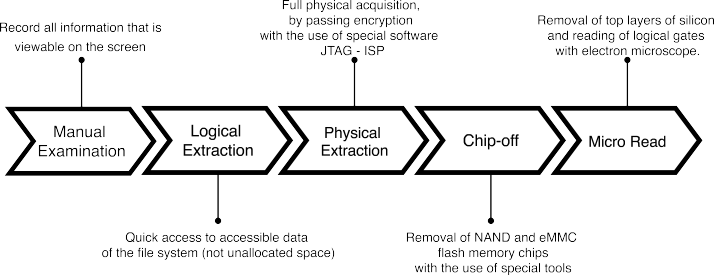 Record all information that is
viewable on the screen
Full physical acquisition,
by passing encryption
with the use of special software
JTAG - ISP
Removal of top layers of silicon
and reading of logical gates
with electron microscope.
Manual
Examination
Logical
Extraction
Physical
Extraction
Chip-off
Micro Read
Quick access to accessible data
of the file system (not unallocated space)
Removal of NAND and eMMC
flash memory chips
with the use of special tools